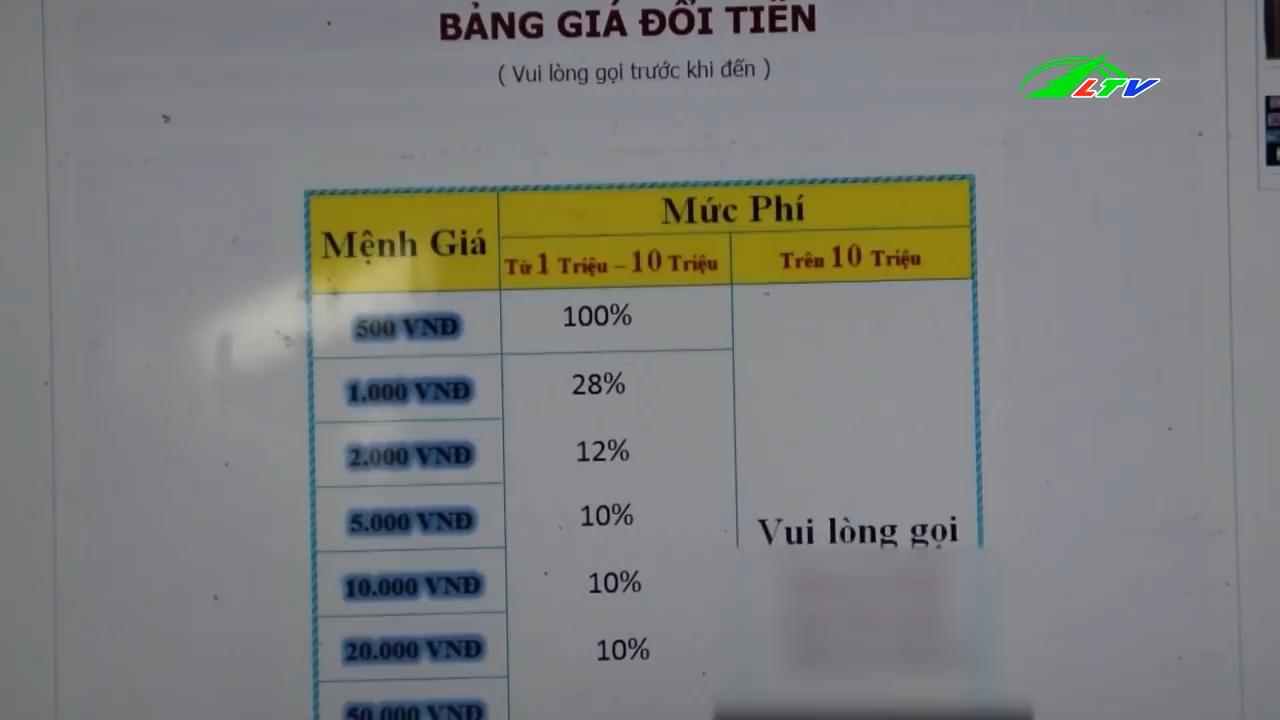 BẢNG GIÁ ĐỔI TIỀN
( Vui lòng gọi trước khi đến )
LTV
Mệnh Giá
Mức Phí
Từ 1 Triệu – 10 Triệu
Trên 10 Triệu
500 VNĐ
100%
1.000 VNĐ
28%
2.000 VNĐ
12%
5.000 VNĐ
10%
Vui lòng gọi
10.000 VNĐ
10%
20.000 VNĐ
10%
50.000 VNĐ